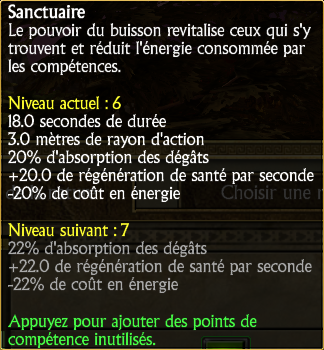 Sanctuaire
Le pouvoir du buisson revitalise ceux qui s'y
trouvent et réduit l'énergie consommée par
les compétences.
Niveau actuel : 6
18.0 secondes de durée
3.0 mètres de rayon d'action
20% d'absorption des dégâts
+20.0 de régénération de santé par seconde
-20% de coût en énergie
Choisir une
Niveau suivant : 7
22% d'absorption des dégâts
+22.0 de régénération de santé par seconde
-22% de coût en énergie
Appuyez pour ajouter des points de
compétence inutilisés.